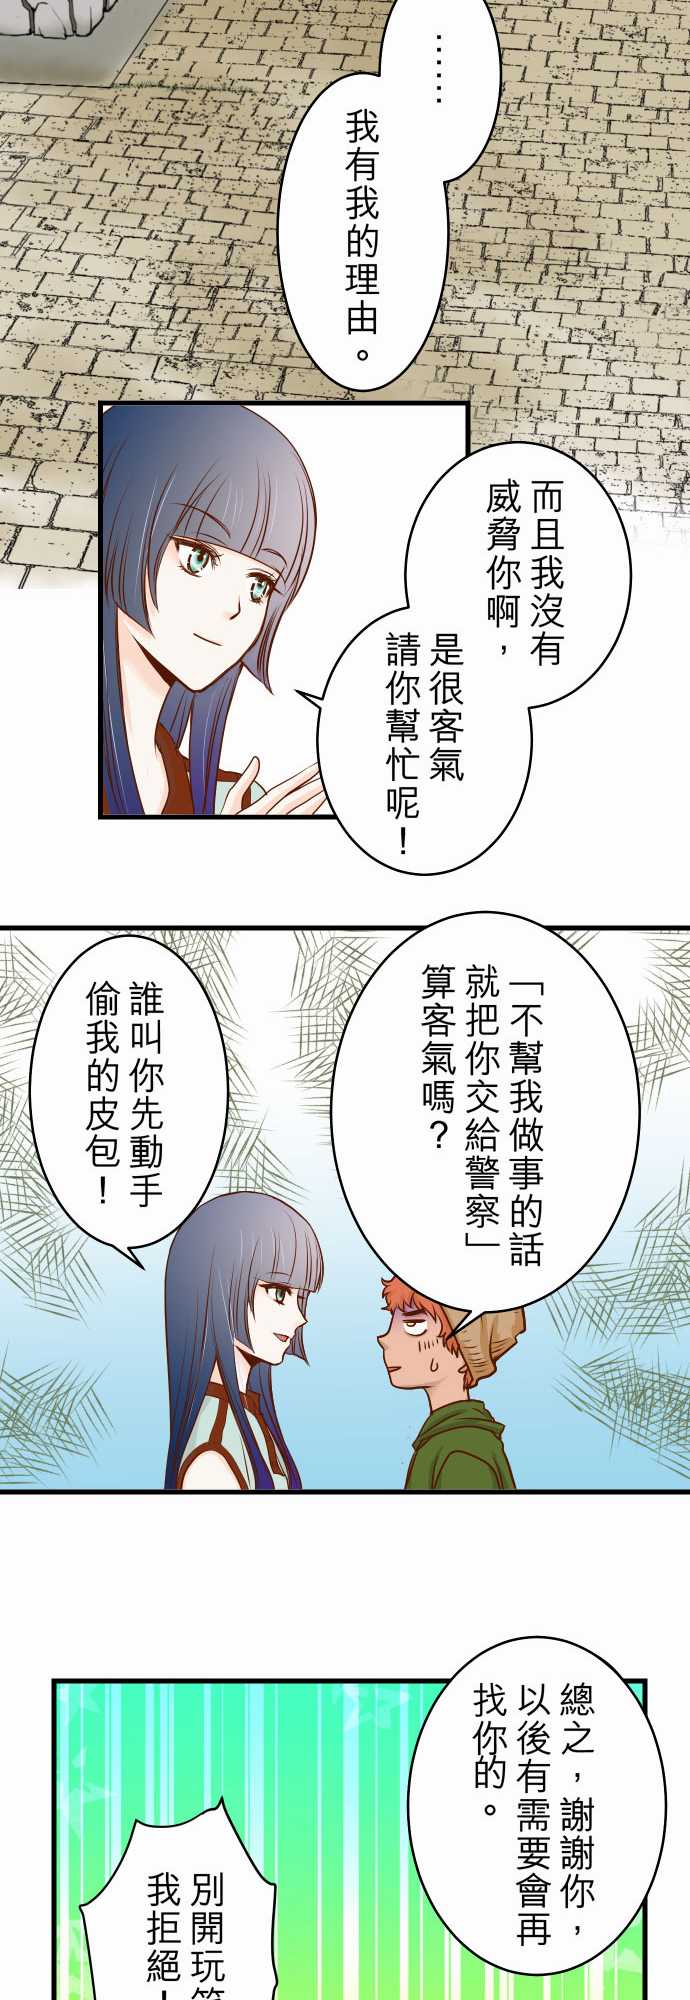 ……
我有我的理由。
而且我沒有
威脅你啊，
是很客氣
請你幫忙呢！
「不幫我做事的話
就把你交給警察」
算客氣嗎？
誰叫你先動手
偷我的皮包！
總之，謝謝你，
以後有需要會再
找你的。
別開玩笑
我拒絕！